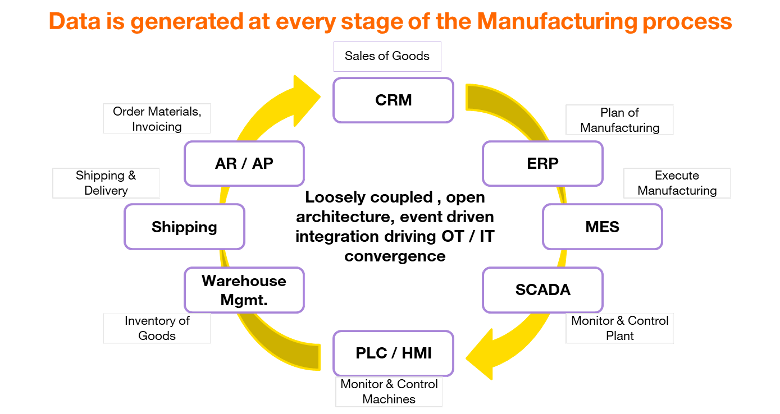 Data is generated at every stage of the Manufacturing process
Sales of Goods
CRM
Order Materials,
Invoicing
Plan of
Manufacturing
AR / AP
ERP
Shipping &
Delivery
Execute
Manufacturing
Loosely coupled , open
architecture, event driven
integration driving OT / IT
convergence
Shipping
MES
Warehouse
Mgmt.
SCADA
Inventory of
Goods
Monitor & Control
Plant
PLC / HMI
Monitor & Control
Machines